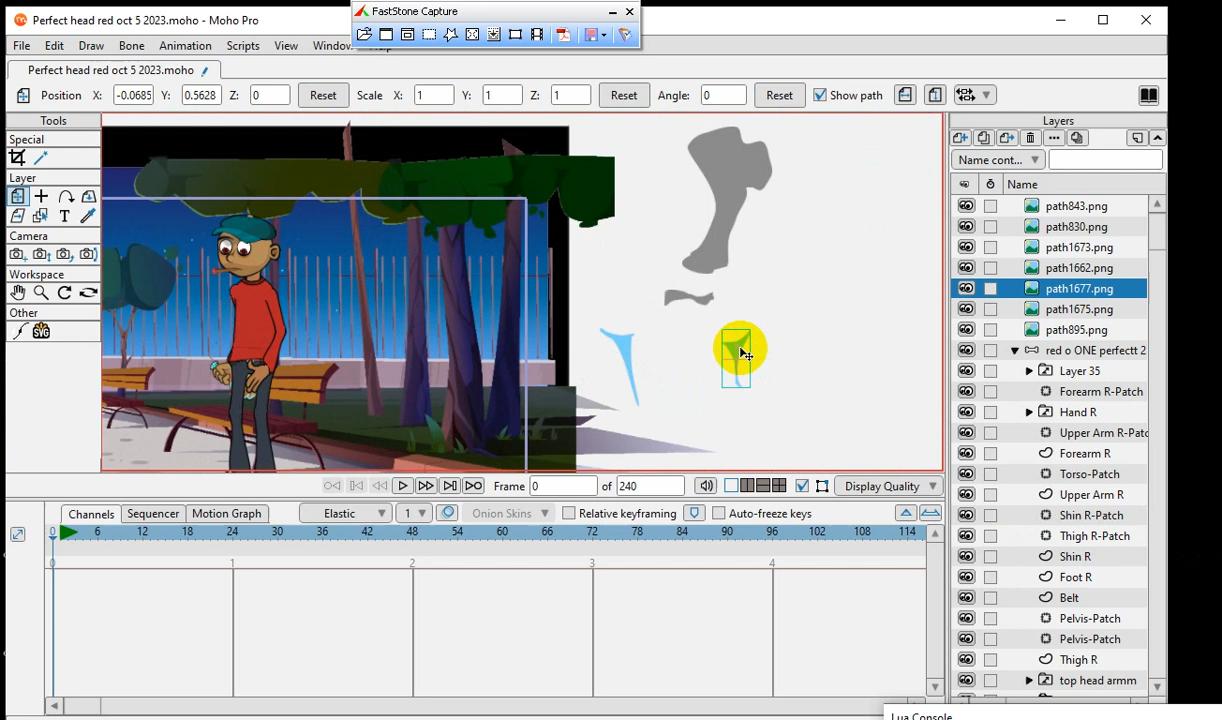 FastStone Capture
Perfect head red oct 5 2023.moho - Moho Pro
File Edit Draw Bone Animation Scripts View Window
Perfect head red oct 5 2023.moho
Position X: -0.0685 Y: 0.5628 Z: 0 Reset Scale X: 1 Y: 1 Z: 1 Reset Angle: 0 Reset Show path
Tools
Special
Layer
Camera
Workspace
Other
SVG
Layers
Name cont...
Name
path843.png
path830.png
path1673.png
path1662.png
path1677.png
path1675.png
path895.png
red o ONE perfectt 2
Layer 35
Forearm R-Patch
Hand R
Upper Arm R-Patc
Forearm R
Torso-Patch
Upper Arm R
Shin R-Patch
Thigh R-Patch
Shin R
Foot R
Belt
Pelvis-Patch
Pelvis-Patch
Thigh R
top head armm
Frame 0 of 240 Display Quality
Channels Sequencer Motion Graph Elastic 1 Onion Skins Relative keyframing Auto-freeze keys
0 6 12 18 24 30 36 42 48 54 60 66 72 78 84 90 96 102 108 114
0 1 2 3 4
Lua Console